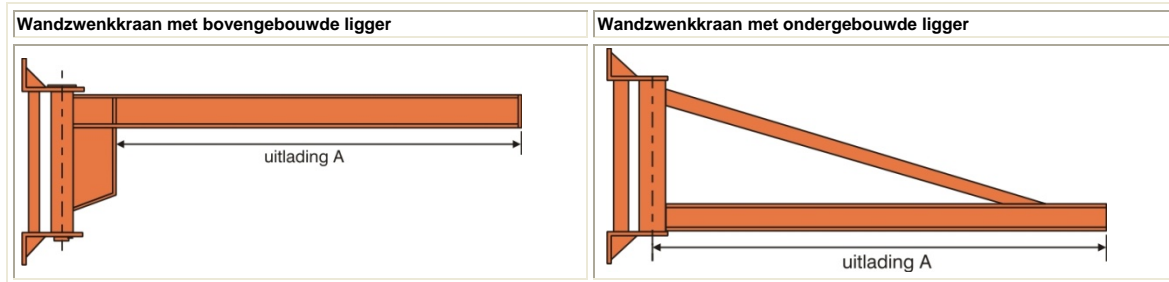 Wandzwenkkraan met bovengebouwde ligger
Wandzwenkkraan met ondergebouwde ligger
uitlading A
uitlading A